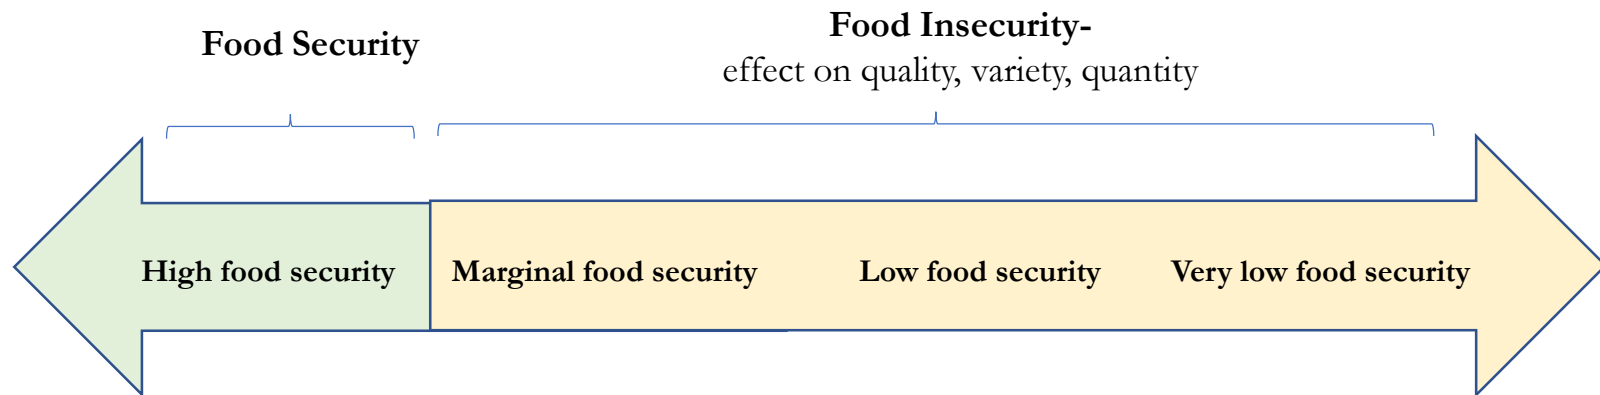 Food Security
Food Insecurity-
effect on quality, variety, quantity
High food security
Marginal food security
Low food security
Very low food security